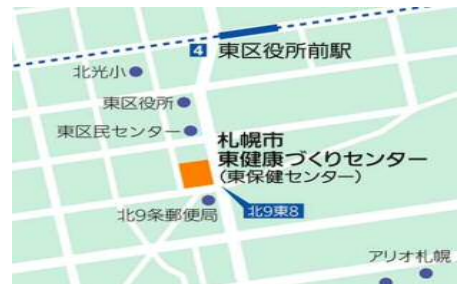 4 東区役所前駅
北光小
東区役所
東区民センター
札幌市
東健康づくりセンター
(東保健センター)
北9条郵便局
北9東8
アリオ札幌